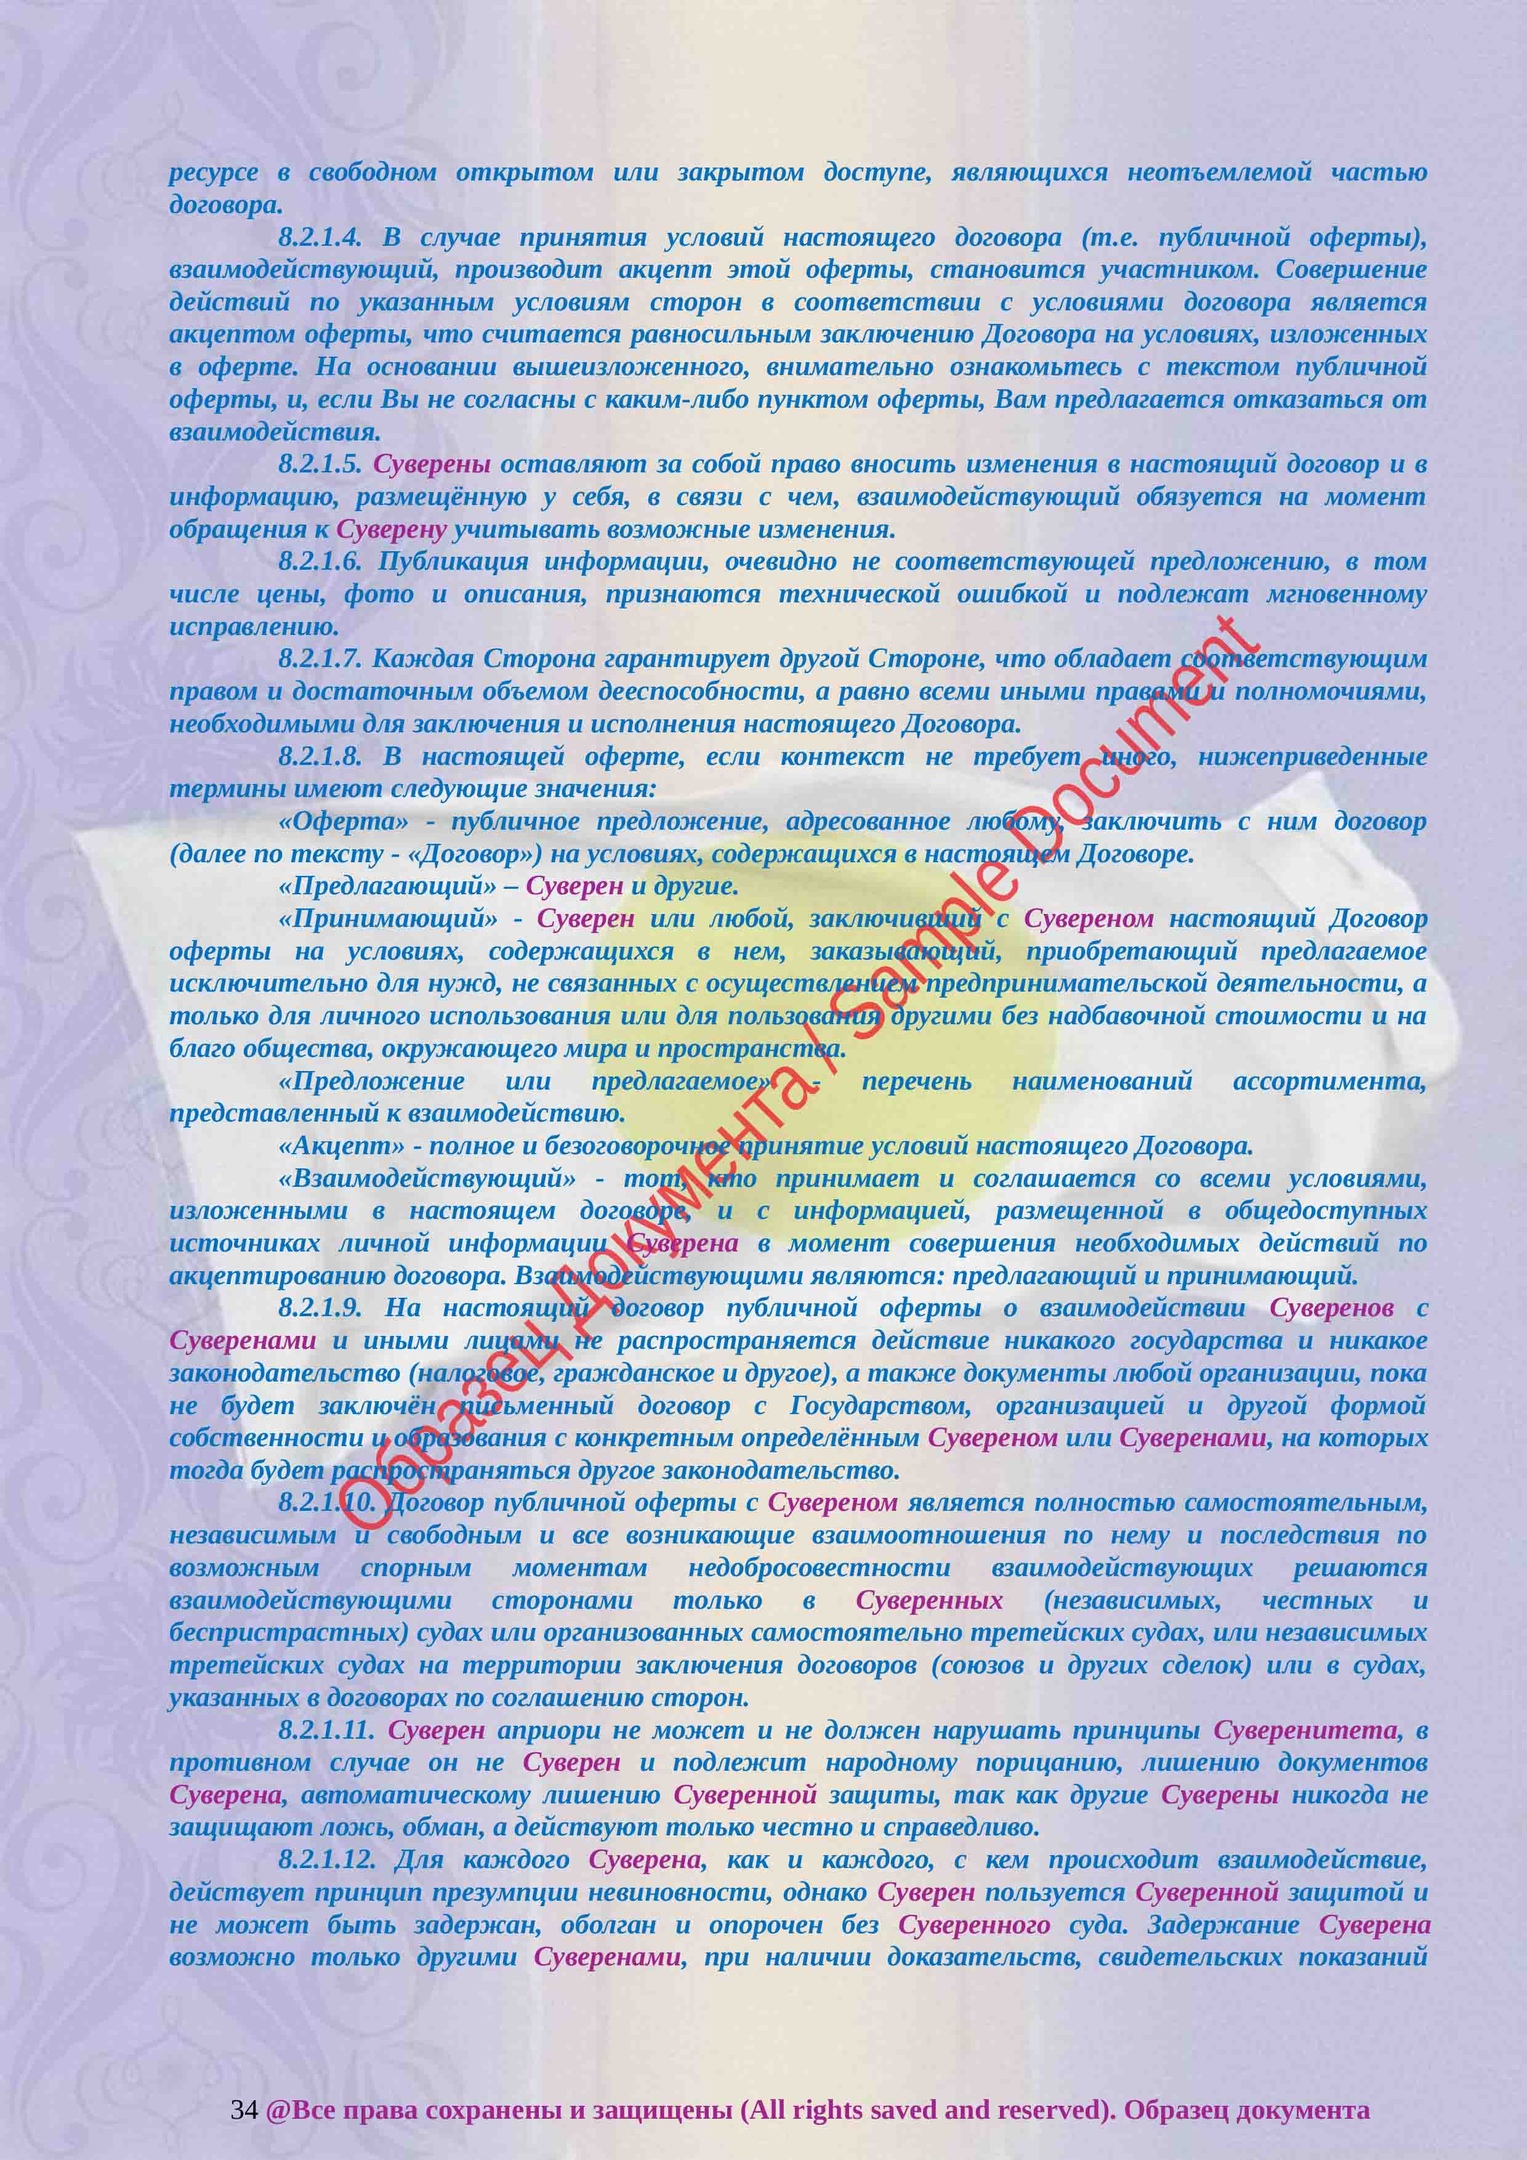 ресурсе в свободном открытом или закрытом доступе, являющихся неотъемлемой частью
договора.
8.2.1.4. В случае принятия условий настоящего договора (т.е. публичной оферты),
взаимодействующий, производит акцепт этой оферты, становится участником. Совершение
действий по указанным условиям сторон в соответствии с условиями договора является
акцептом оферты, что считается равносильным заключению Договора на условиях, изложенных
в оферте. На основании вышеизложенного, внимательно ознакомьтесь с текстом публичной
оферты, и, если Вы не согласны с каким-либо пунктом оферты, Вам предлагается отказаться от
взаимодействия.
8.2.1.5. Суверены оставляют за собой право вносить изменения в настоящий договор и в
информацию, размещённую у себя, в связи с чем, взаимодействующий обязуется на момент
обращения к Суверену учитывать возможные изменения.
8.2.1.6. Публикация информации, очевидно не соответствующей предложению, в том
числе цены, фото и описания, признаются технической ошибкой и подлежат мгновенному
исправлению.
8.2.1.7. Каждая Сторона гарантирует другой Стороне, что обладает соответствующим
правом и достаточным объемом дееспособности, а равно всеми иными правами и полномочиями,
необходимыми для заключения и исполнения настоящего Договора.
8.2.1.8. В настоящей оферте, если контекст не требует иного, нижеприведенные
термины имеют следующие значения:
«Оферта» - публичное предложение, адресованное любому, заключить с ним договор
(далее по тексту - «Договор») на условиях, содержащихся в настоящем Договоре.
«Предлагающий» – Суверен и другие.
«Принимающий» - Суверен или любой, заключивший с Сувереном настоящий Договор
оферты на условиях, содержащихся в нем, заказывающий, приобретающий предлагаемое
исключительно для нужд, не связанных с осуществлением предпринимательской деятельности, а
только для личного использования или для пользования другими без надбавочной стоимости и на
благо общества, окружающего мира и пространства.
«Предложение или предлагаемое» - перечень наименований ассортимента,
представленный к взаимодействию.
«Акцепт» - полное и безоговорочное принятие условий настоящего Договора.
«Взаимодействующий» - тот, кто принимает и соглашается со всеми условиями,
изложенными в настоящем договоре, и с информацией, размещенной в общедоступных
источниках личной информации Суверена в момент совершения необходимых действий по
акцептированию договора. Взаимодействующими являются: предлагающий и принимающий.
8.2.1.9. На настоящий договор публичной оферты о взаимодействии Суверенов с
Суверенами и иными лицами не распространяется действие никакого государства и никакое
законодательство (налоговое, гражданское и другое), а также документы любой организации, пока
не будет заключён письменный договор с Государством, организацией и другой формой
собственности и образования с конкретным определённым Сувереном или Суверенами, на которых
тогда будет распространяться другое законодательство.
8.2.1.10. Договор публичной оферты с Сувереном является полностью самостоятельным,
независимым и свободным и все возникающие взаимоотношения по нему и последствия по
возможным спорным моментам недобросовестности взаимодействующих решаются
взаимодействующими сторонами только в Суверенных (независимых, честных и
беспристрастных) судах или организованных самостоятельно третейских судах, или независимых
третейских судах на территории заключения договоров (союзов и других сделок) или в судах,
указанных в договорах по соглашению сторон.
8.2.1.11. Суверен априори не может и не должен нарушать принципы Суверенитета, в
противном случае он не Суверен и подлежит народному порицанию, лишению документов
Суверена, автоматическому лишению Суверенной защиты, так как другие Суверены никогда не
защищают ложь, обман, а действуют только честно и справедливо.
8.2.1.12. Для каждого Суверена, как и каждого, с кем происходит взаимодействие,
действует принцип презумпции невиновности, однако Суверен пользуется Суверенной защитой и
не может быть задержан, оболган и опорочен без Суверенного суда. Задержание Суверена
возможно только другими Суверенами, при наличии доказательств, свидетельских показаний
Образец Документа / Sample Document
34 @Все права сохранены и защищены (All rights saved and reserved). Образец документа